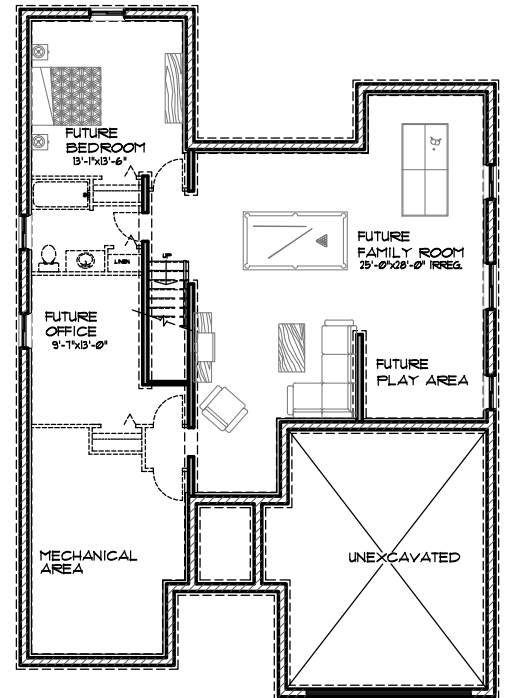 FUTURE
BEDROOM
13'-1"x13'-6"
FUTURE
FAMILY ROOM
25'-0"x28'-0" IRREG.
UP
LINEN
FUTURE
OFFICE
9'-7"x13'-0"
FUTURE
PLAY AREA
MECHANICAL
AREA
UNEXCAVATED